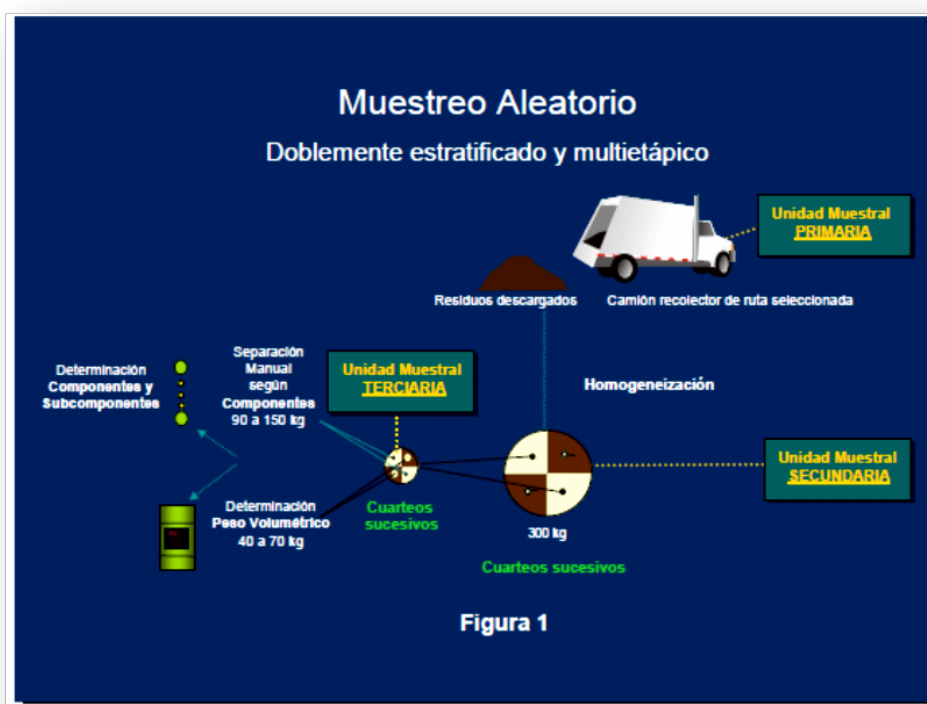 Muestreo Aleatorio
Doblemente estratificado y multietápico
Unidad Muestral
PRIMARIA
Residuos descargados
Camión recolector de ruta seleccionada
Determinación
Componentes y
Subcomponentes
Separación
Manual
según
Componentes
90 a 150 kg
Unidad Muestral
TERCIARIA
Homogeneización
Unidad Muestral
SECUNDARIA
Determinación
Peso Volumétrico
40 a 70 kg
Cuarteos
sucesivos
300 kg
Cuarteos sucesivos
Figura 1